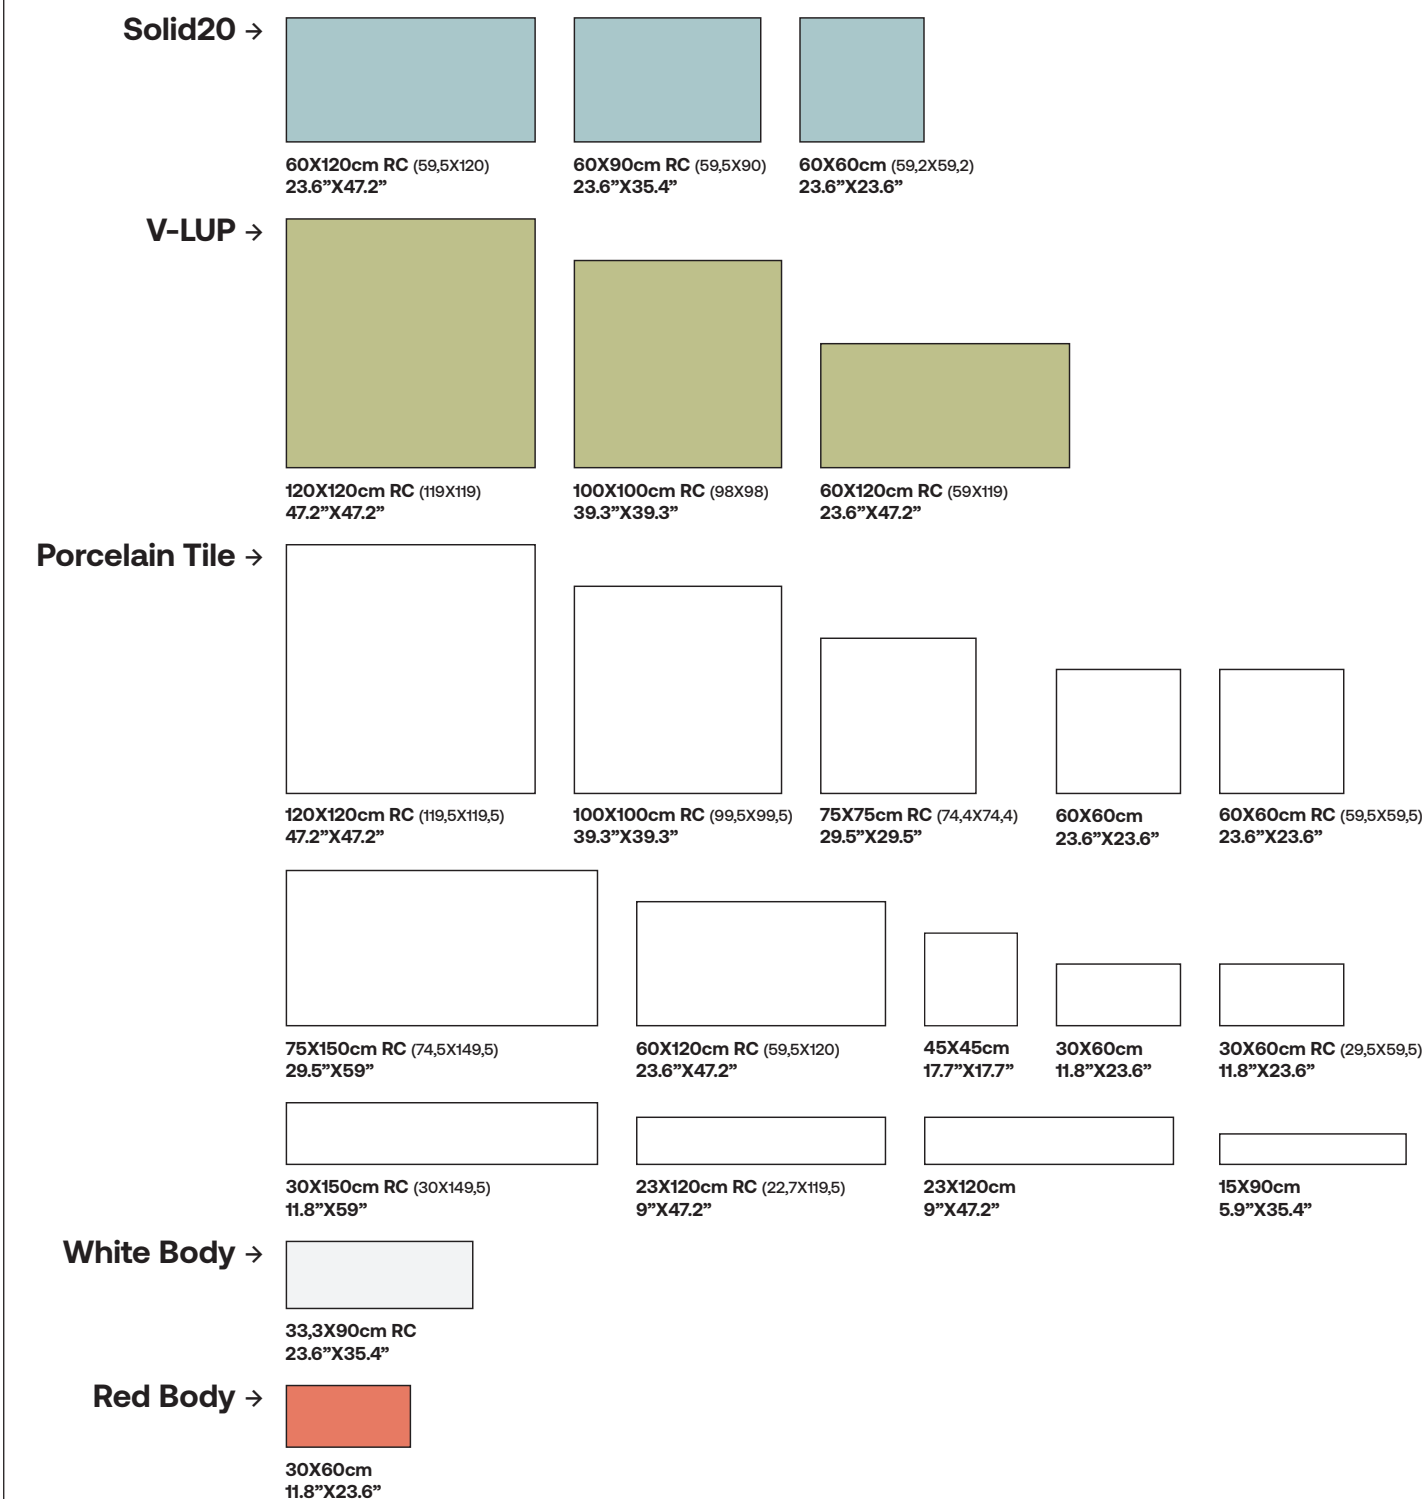 Solid20 →
60X120cm RC (59,5X120)
23.6”X47.2”
60X90cm RC (59,5X90)
23.6”X35.4”
60X60cm (59,2X59,2)
23.6”X23.6”
V-LUP →
120X120cm RC (119X119)
47.2”X47.2”
100X100cm RC (98X98)
39.3”X39.3”
60X120cm RC (59X119)
23.6”X47.2”
Porcelain Tile →
120X120cm RC (119,5X119,5)
47.2”X47.2”
100X100cm RC (99,5X99,5)
39.3”X39.3”
75X75cm RC (74,4X74,4)
29.5”X29.5”
60X60cm
23.6”X23.6”
60X60cm RC (59,5X59,5)
23.6”X23.6”
75X150cm RC (74,5X149,5)
29.5”X59”
60X120cm RC (59,5X120)
23.6”X47.2”
45X45cm
17.7”X17.7”
30X60cm
11.8”X23.6”
30X60cm RC (29,5X59,5)
11.8”X23.6”
30X150cm RC (30X149,5)
11.8”X59”
23X120cm RC (22,7X119,5)
9”X47.2”
23X120cm
9”X47.2”
15X90cm
5.9”X35.4”
White Body →
33,3X90cm RC
23.6”X35.4”
Red Body →
30X60cm
11.8”X23.6”